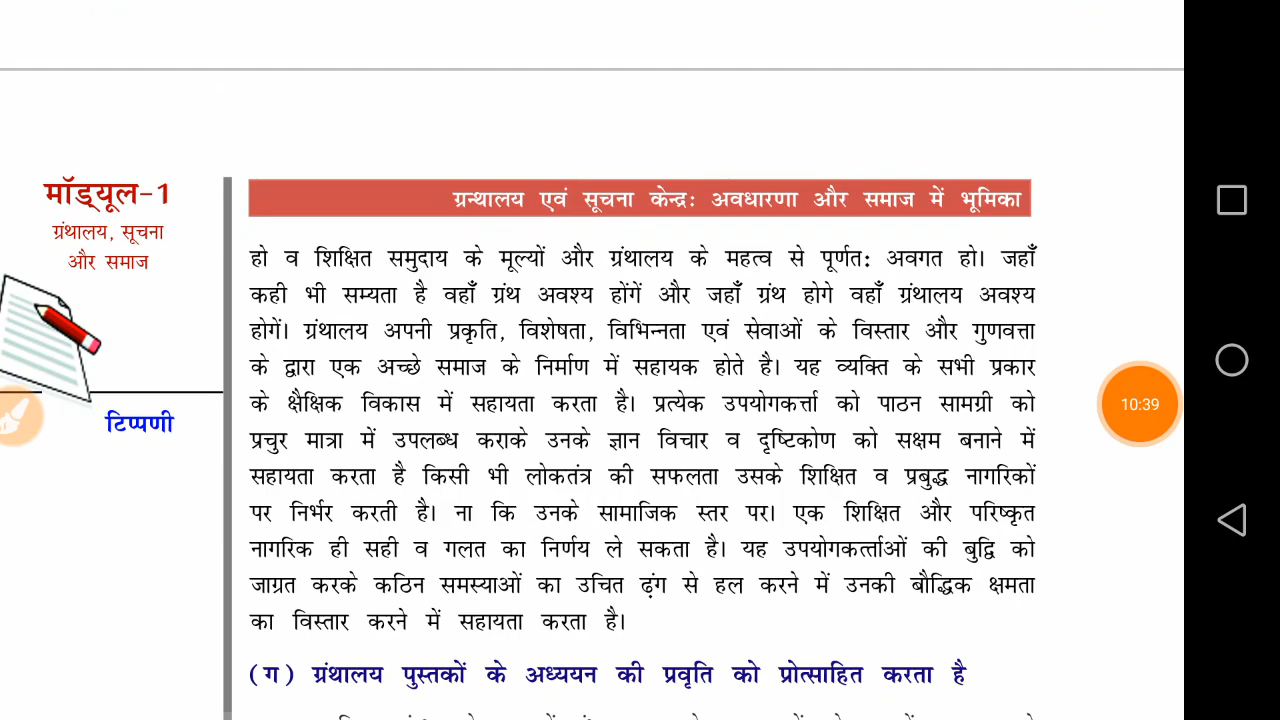 मॉड्यूल-1
ग्रंथालय, सूचना
और समाज
टिप्पणी
ग्रन्थालय एवं सूचना केन्द्र: अवधारणा और समाज में भूमिका
हो व शिक्षित समुदाय के मूल्यों और ग्रंथालय के महत्व से पूर्णत: अवगत हो। जहाँ
कही भी सम्यता है वहाँ ग्रंथ अवश्य होंगें और जहाँ ग्रंथ होगे वहाँ ग्रंथालय अवश्य
होगें। ग्रंथालय अपनी प्रकृति, विशेषता, विभिन्नता एवं सेवाओं के विस्तार और गुणवत्ता
के द्वारा एक अच्छे समाज के निर्माण में सहायक होते है। यह व्यक्ति के सभी प्रकार
के क्षैक्षिक विकास में सहायता करता है। प्रत्येक उपयोगकर्त्ता को पाठन सामग्री को
प्रचुर मात्रा में उपलब्ध कराके उनके ज्ञान विचार व दृष्टिकोण को सक्षम बनाने में
सहायता करता है किसी भी लोकतंत्र की सफलता उसके शिक्षित व प्रबुद्ध नागरिकों
पर निर्भर करती है। ना कि उनके सामाजिक स्तर पर। एक शिक्षित और परिष्कृत
नागरिक ही सही व गलत का निर्णय ले सकता है। यह उपयोगकर्त्ताओं की बुद्वि को
जाग्रत करके कठिन समस्याओं का उचित ढ़ंग से हल करने में उनकी बौद्धिक क्षमता
का विस्तार करने में सहायता करता है।
(ग) ग्रंथालय पुस्तकों के अध्ययन की प्रवृति को प्रोत्साहित करता है
10:39